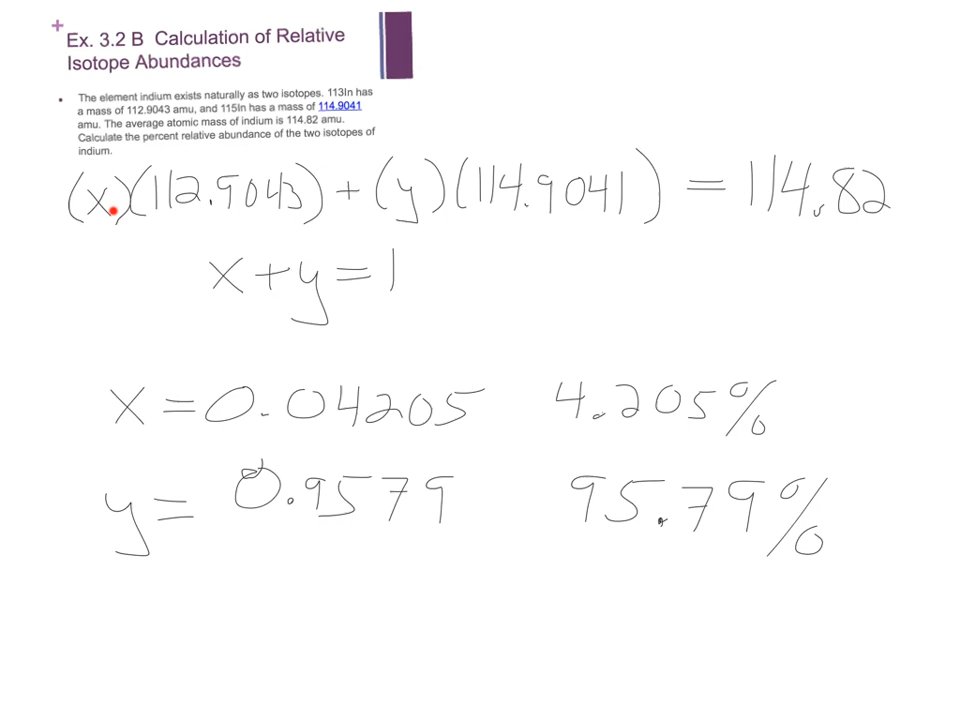 +
Ex. 3.2 B Calculation of Relative
Isotope Abundances
• The element indium exists naturally as two isotopes. 113In has
a mass of 112.9043 amu, and 115In has a mass of 114.9041
amu. The average atomic mass of indium is 114.82 amu.
Calculate the percent relative abundance of the two isotopes of
indium.
(x)(112.9043) + (y)(114.9041) = 114.82
x+y=1
x = 0.04205 4.205%
y = 0.9579 95.79%